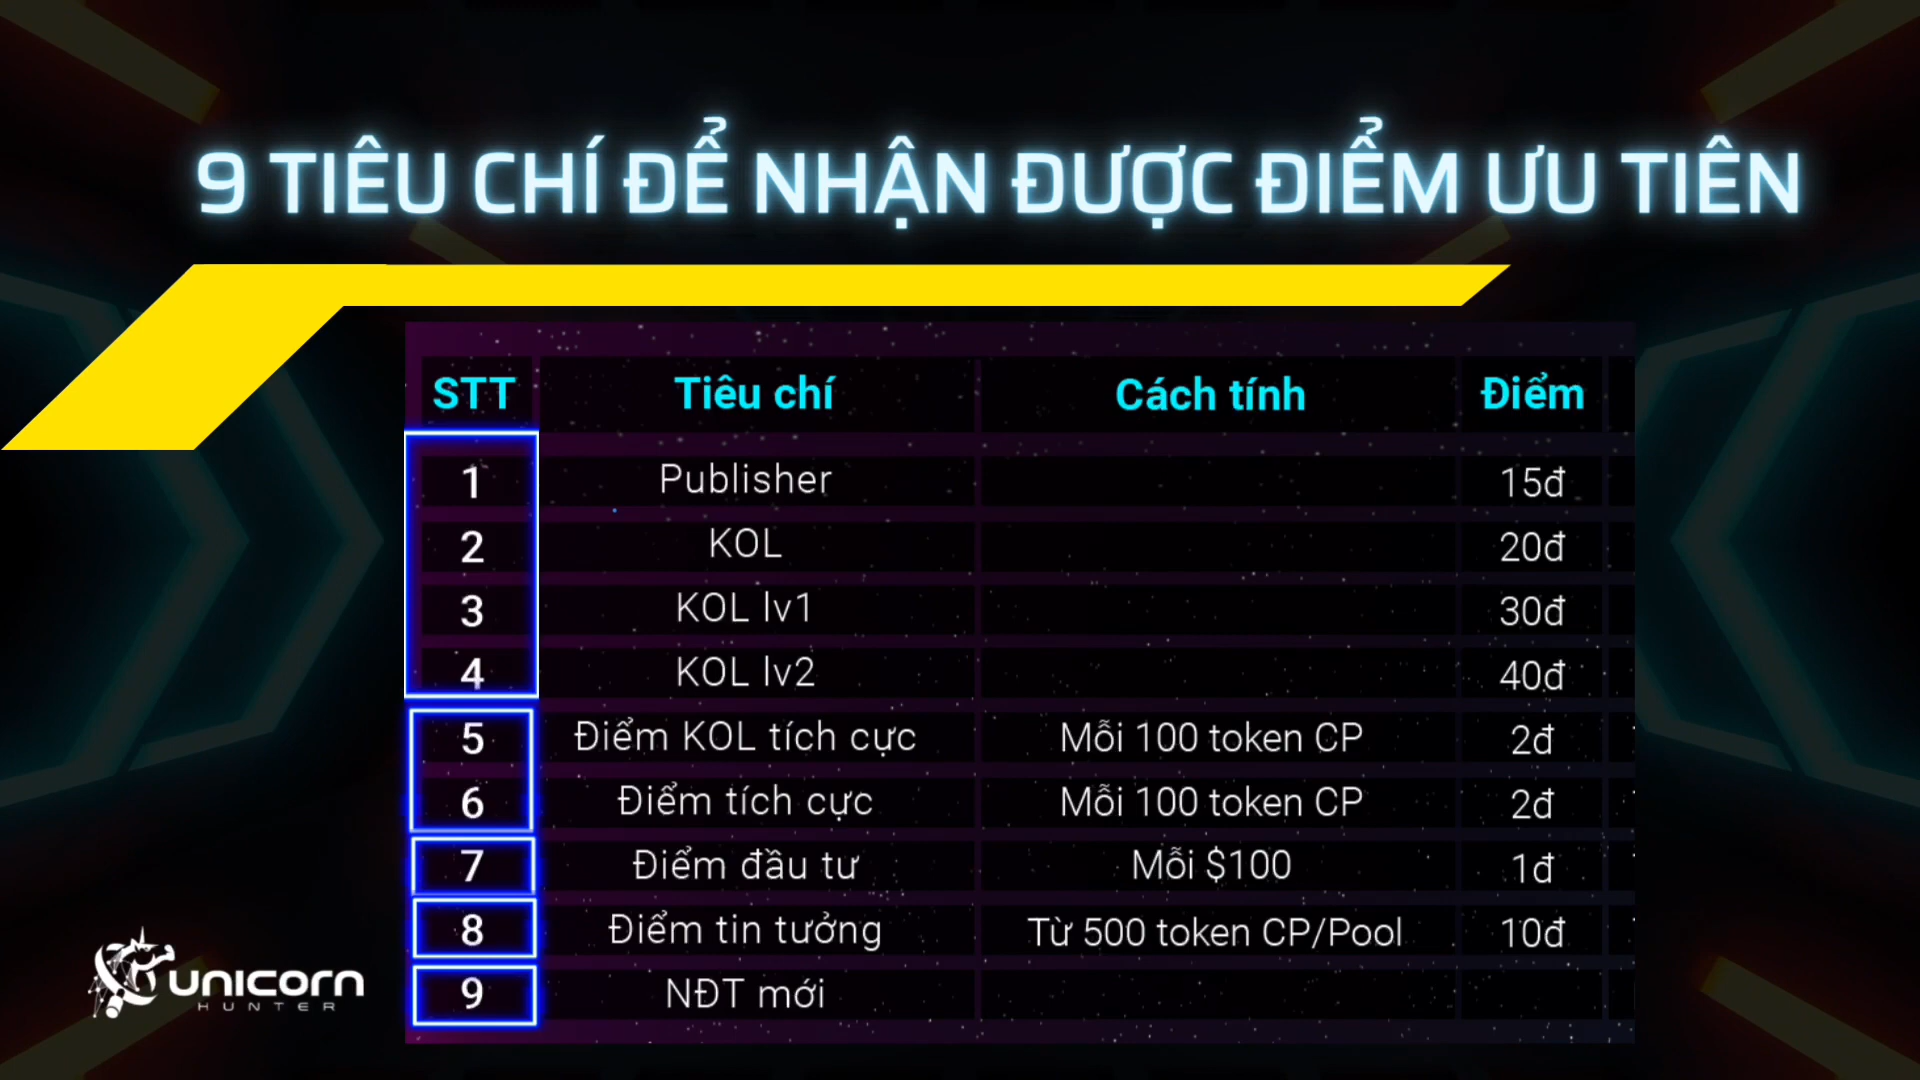 9 TIÊU CHÍ ĐỂ NHẬN ĐƯỢC ĐIỂM ƯU TIÊN
STT Tiêu chí Cách tính Điểm
1 Publisher 15đ
2 KOL 20đ
3 KOL lv1 30đ
4 KOL lv2 40đ
5 Điểm KOL tích cực Mỗi 100 token CP 2đ
6 Điểm tích cực Mỗi 100 token CP 2đ
7 Điểm đầu tư Mỗi $100 1đ
8 Điểm tin tưởng Từ 500 token CP/Pool 10đ
9 NĐT mới
UNICORN
HUNTER